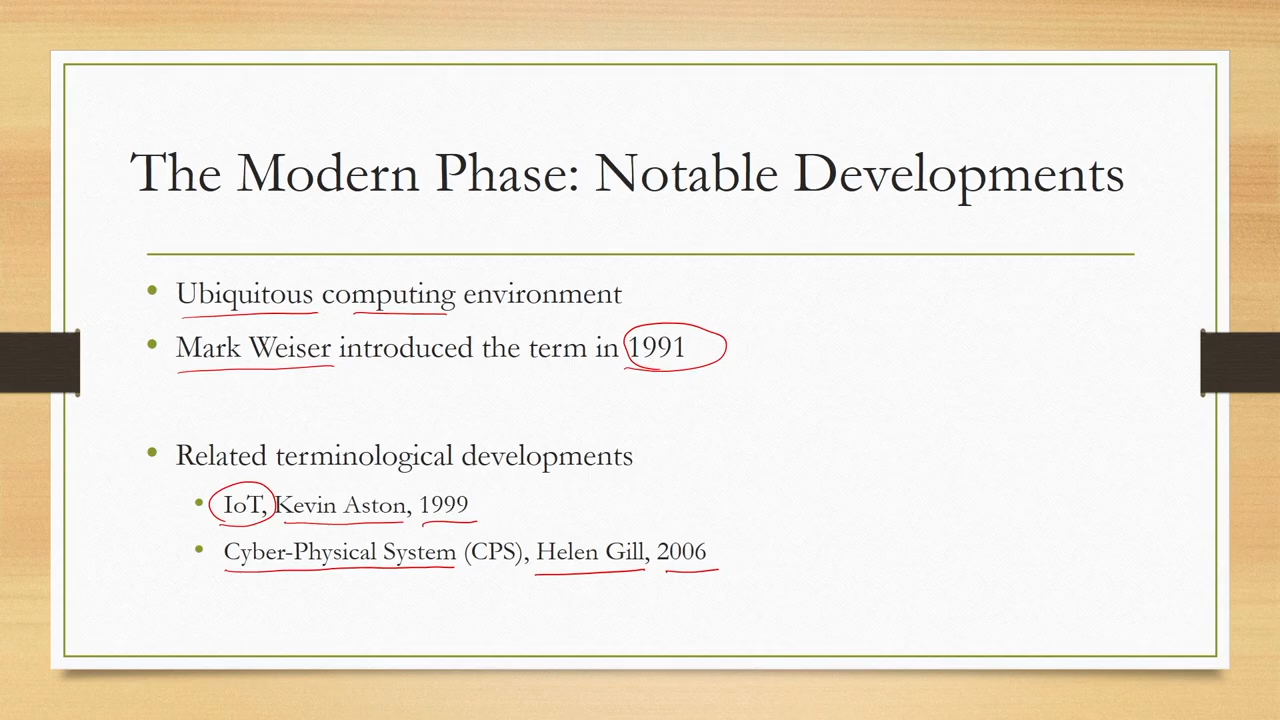 The Modern Phase: Notable Developments
• Ubiquitous computing environment
• Mark Weiser introduced the term in 1991
• Related terminological developments
• IoT, Kevin Aston, 1999
• Cyber-Physical System (CPS), Helen Gill, 2006